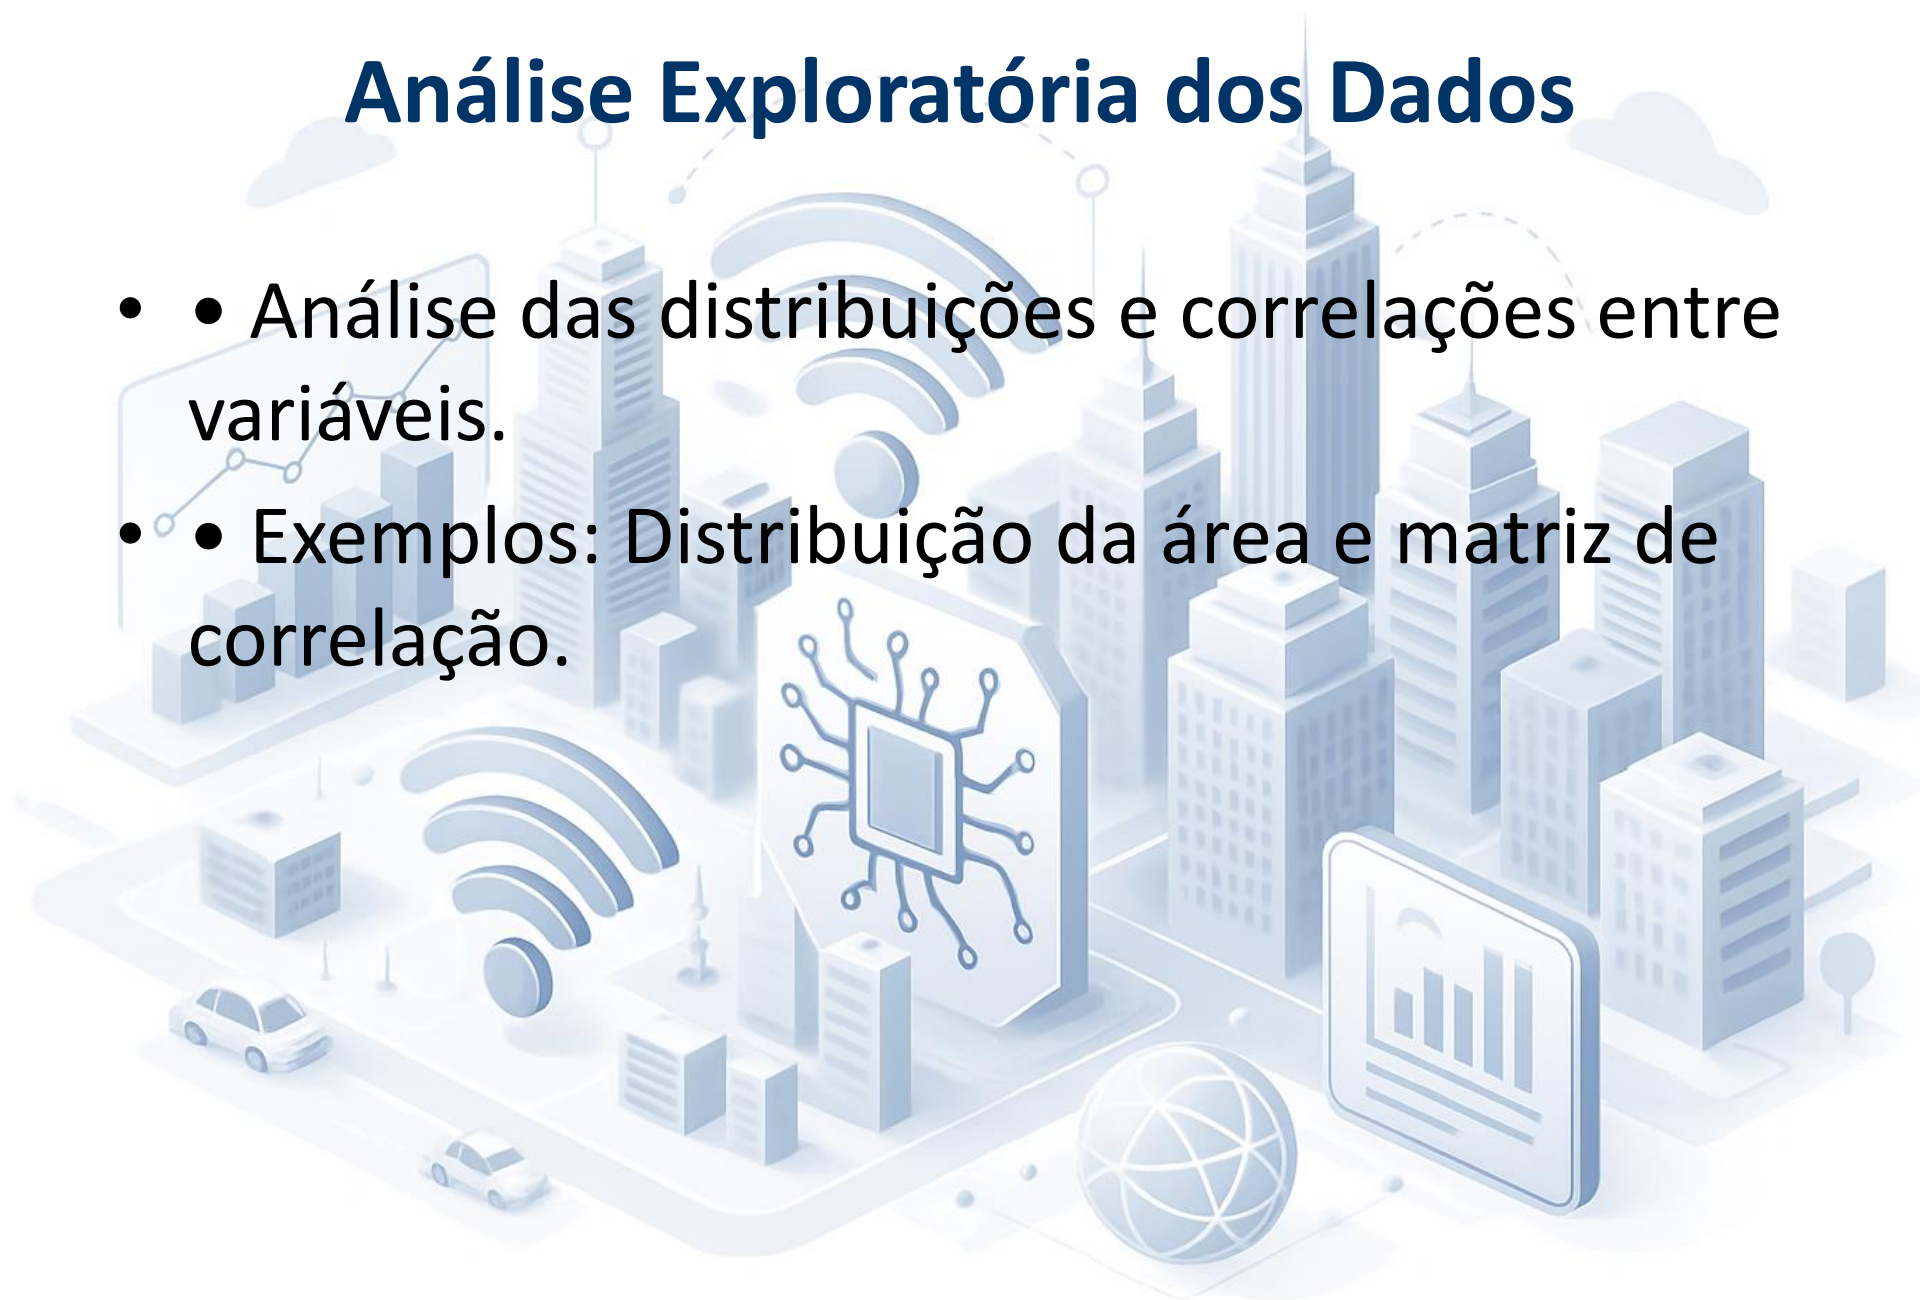 Análise Exploratória dos Dados
• • Análise das distribuições e correlações entre
variáveis.
• • Exemplos: Distribuição da área e matriz de
correlação.